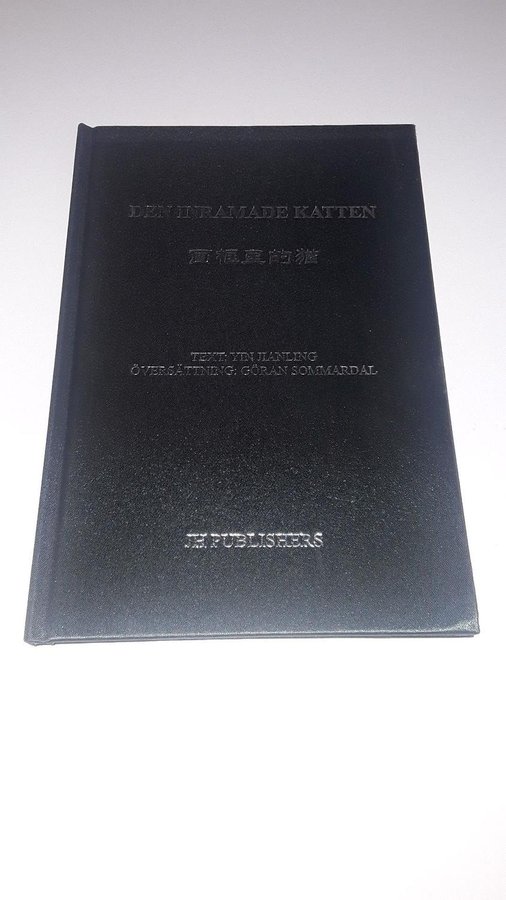 DEN INRAMADE KATTEN
画框里的猫
TEXT: YIN JIANLING
ÖVERSÄTTNING: GÖRAN SOMMARDAL
JH PUBLISHERS